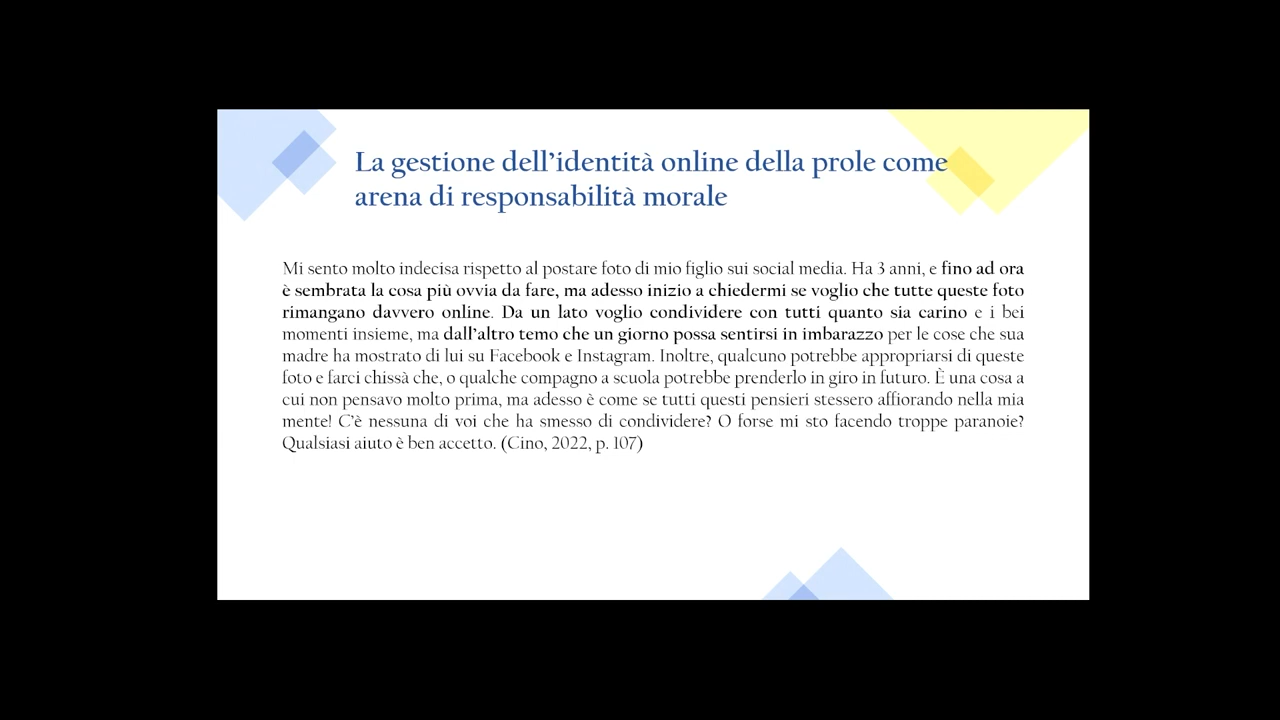 La gestione dell’identità online della prole come
arena di responsabilità morale
Mi sento molto indecisa rispetto al postare foto di mio figlio sui social media. Ha 3 anni, e fino ad ora
è sembrata la cosa più ovvia da fare, ma adesso inizio a chiedermi se voglio che tutte queste foto
rimangano davvero online. Da un lato voglio condividere con tutti quanto sia carino e i bei
momenti insieme, ma dall’altro temo che un giorno possa sentirsi in imbarazzo per le cose che sua
madre ha mostrato di lui su Facebook e Instagram. Inoltre, qualcuno potrebbe appropriarsi di queste
foto e farci chissà che, o qualche compagno a scuola potrebbe prenderlo in giro in futuro. È una cosa a
cui non pensavo molto prima, ma adesso è come se tutti questi pensieri stessero affiorando nella mia
mente! C’è nessuna di voi che ha smesso di condividere? O forse mi sto facendo troppe paranoie?
Qualsiasi aiuto è ben accetto. (Cino, 2022, p. 107)